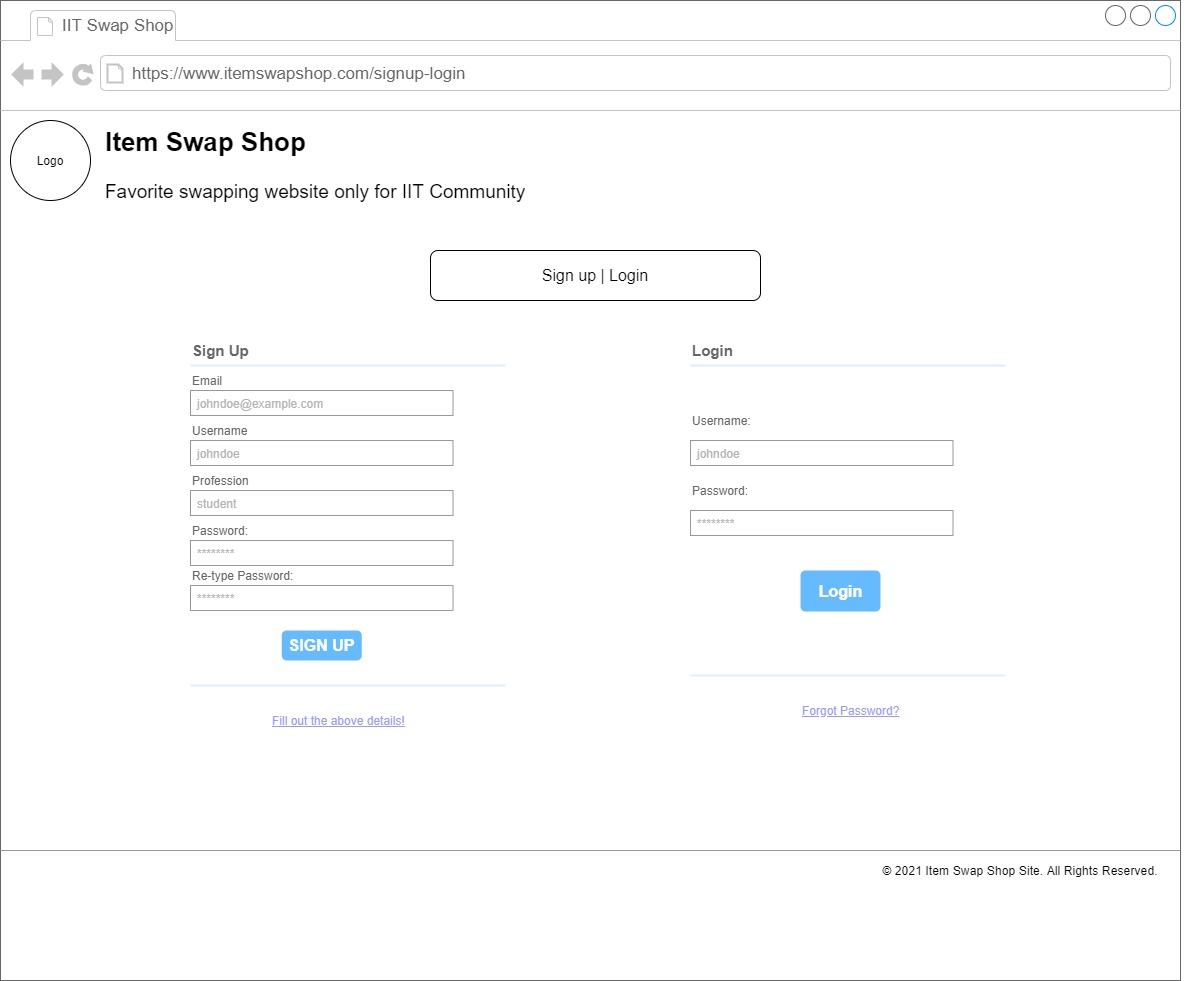 IIT Swap Shop
https://www.itemswapshop.com/signup-login
Logo
Item Swap Shop
Favorite swapping website only for IIT Community
Sign up | Login
Sign Up
Email
johndoe@example.com
Username
johndoe
Profession
student
Password:
********
Re-type Password:
********
SIGN UP
Fill out the above details!
Login
Username:
johndoe
Password:
********
Login
Forgot Password?
© 2021 Item Swap Shop Site. All Rights Reserved.